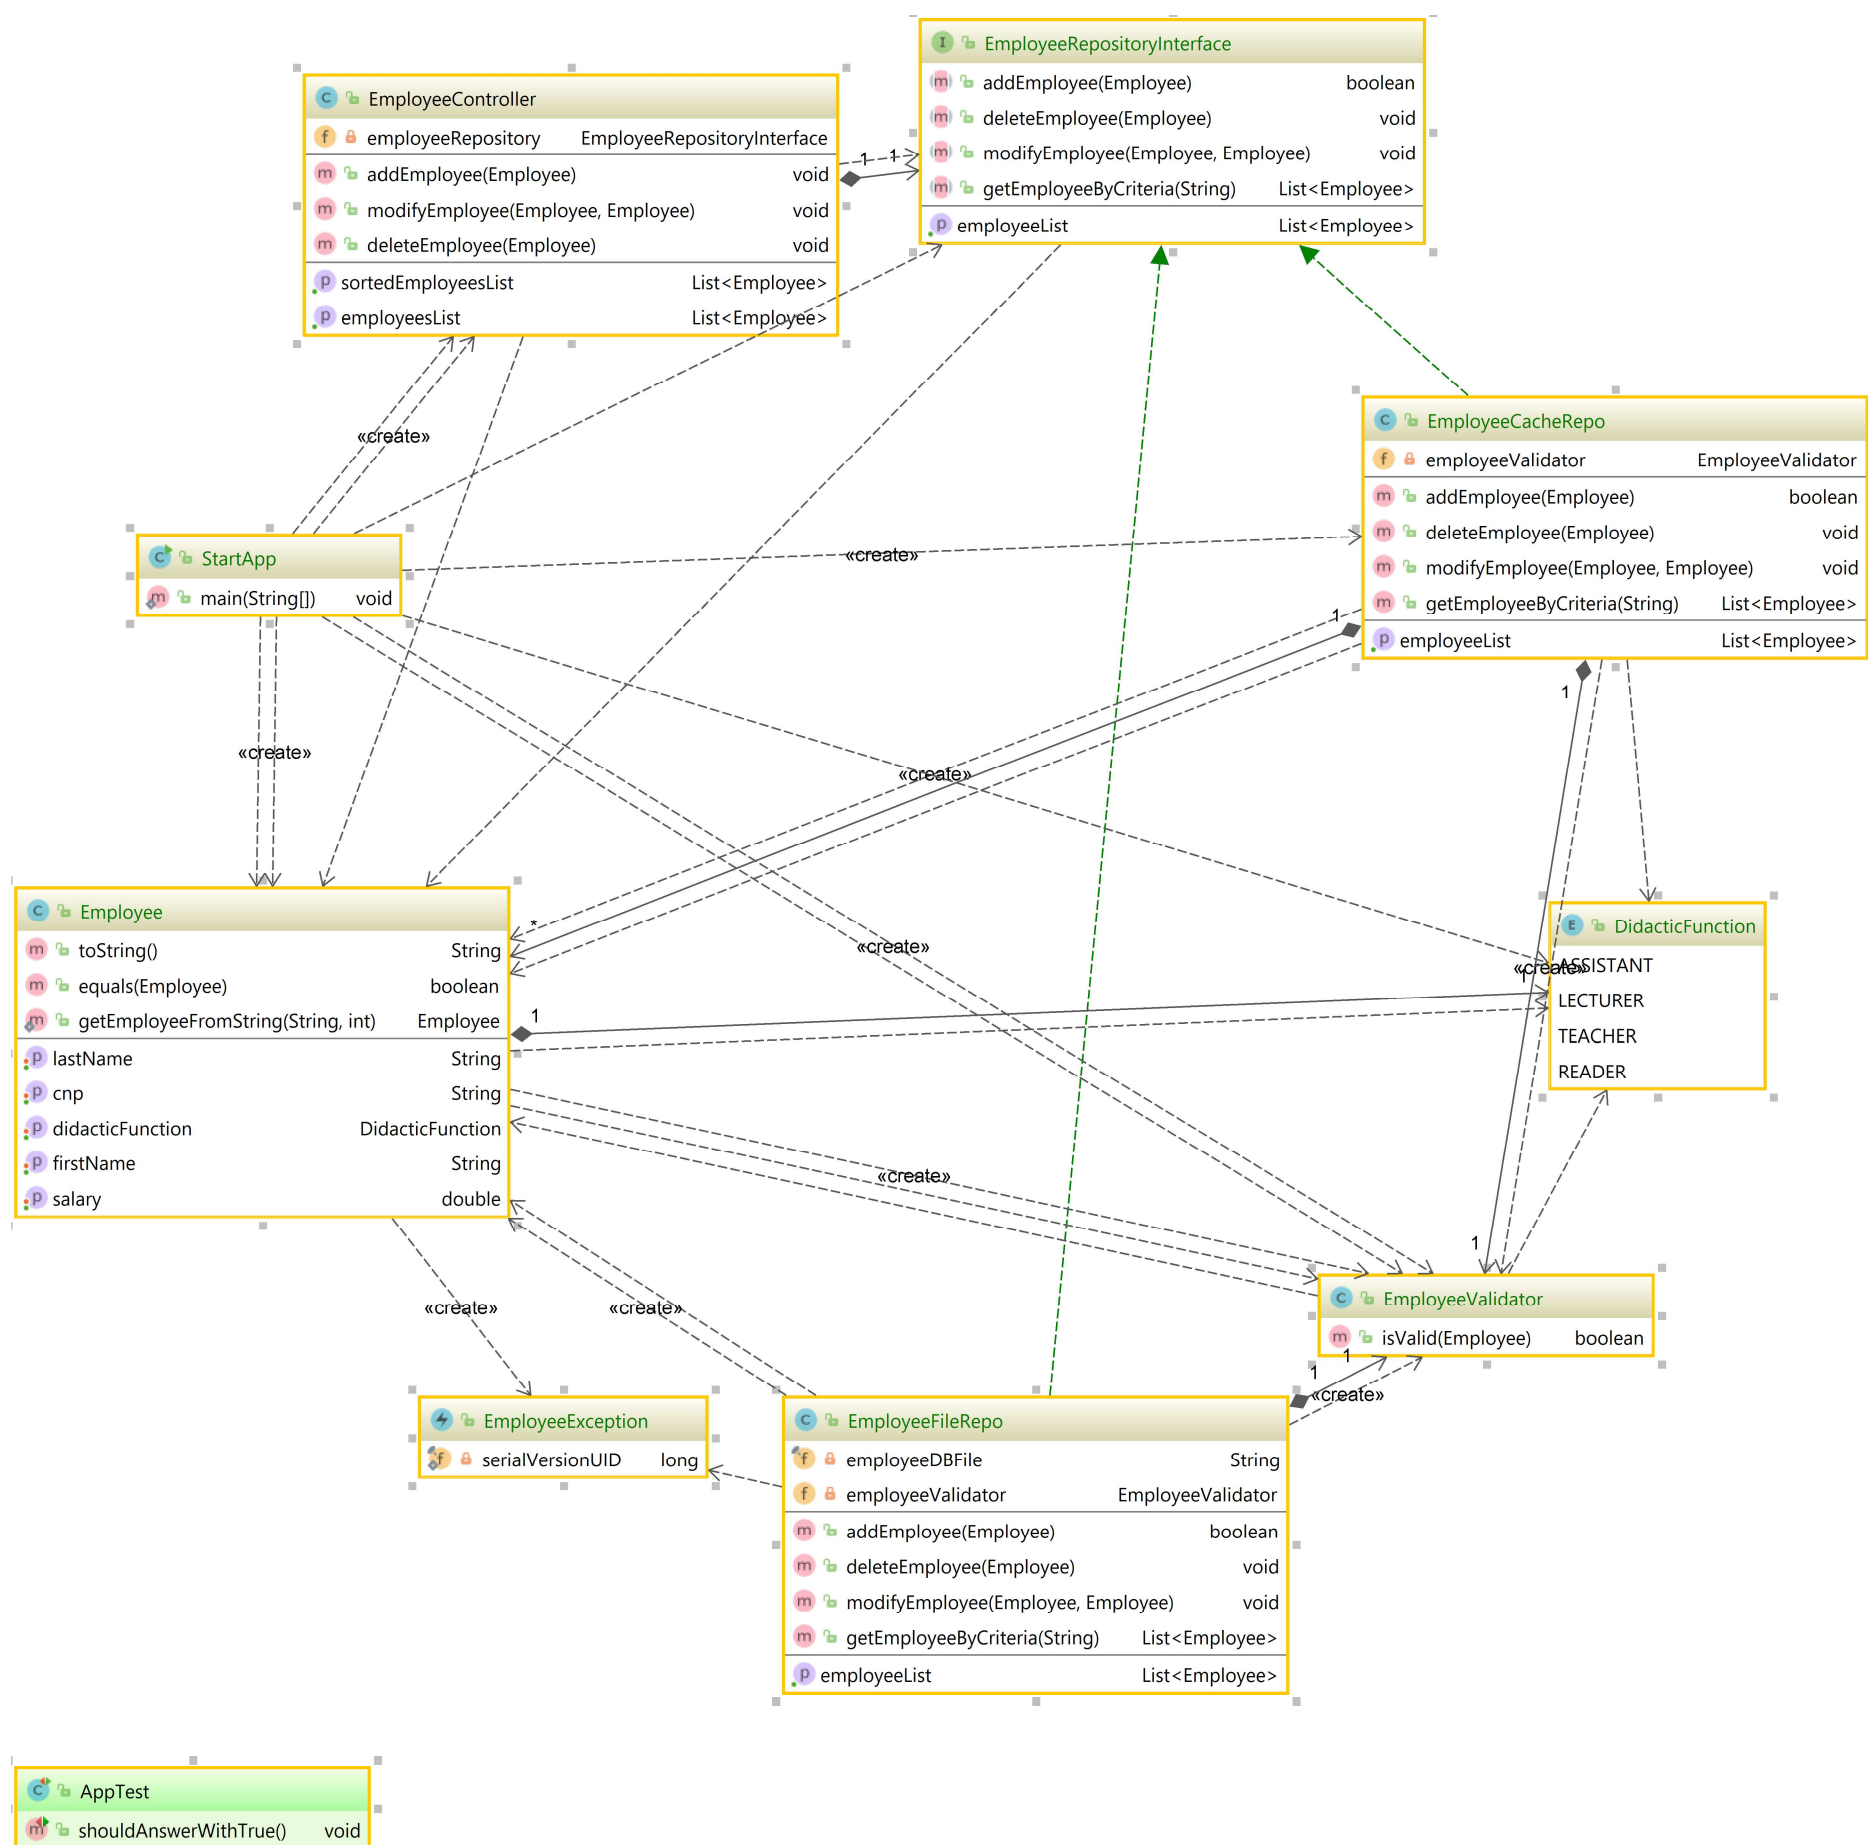 EmployeeRepositoryInterface
addEmployee(Employee) boolean
deleteEmployee(Employee) void
modifyEmployee(Employee, Employee) void
getEmployeeByCriteria(String) List<Employee>
employeeList List<Employee>
EmployeeController
employeeRepository EmployeeRepositoryInterface
addEmployee(Employee) void
modifyEmployee(Employee, Employee) void
deleteEmployee(Employee) void
sortedEmployeesList List<Employee>
employeesList List<Employee>
1 1
«create»
EmployeeCacheRepo
employeeValidator EmployeeValidator
addEmployee(Employee) boolean
deleteEmployee(Employee) void
modifyEmployee(Employee, Employee) void
getEmployeeByCriteria(String) List<Employee>
employeeList List<Employee>
StartApp
main(String[]) void
«create»
1
1
«create»
«create»
Employee
toString() String
equals(Employee) boolean
getEmployeeFromString(String, int) Employee
lastName String
cnp String
didacticFunction DidacticFunction
firstName String
salary double
*
1
«create»
DidacticFunction
ASSISTANT
LECTURER
TEACHER
READER
«create»
1
«create»
1
EmployeeValidator
isValid(Employee) boolean
«create»
«create»
1
1
«create»
EmployeeException
serialVersionUID long
EmployeeFileRepo
employeeDBFile String
employeeValidator EmployeeValidator
addEmployee(Employee) boolean
deleteEmployee(Employee) void
modifyEmployee(Employee, Employee) void
getEmployeeByCriteria(String) List<Employee>
employeeList List<Employee>
AppTest
shouldAnswerWithTrue() void